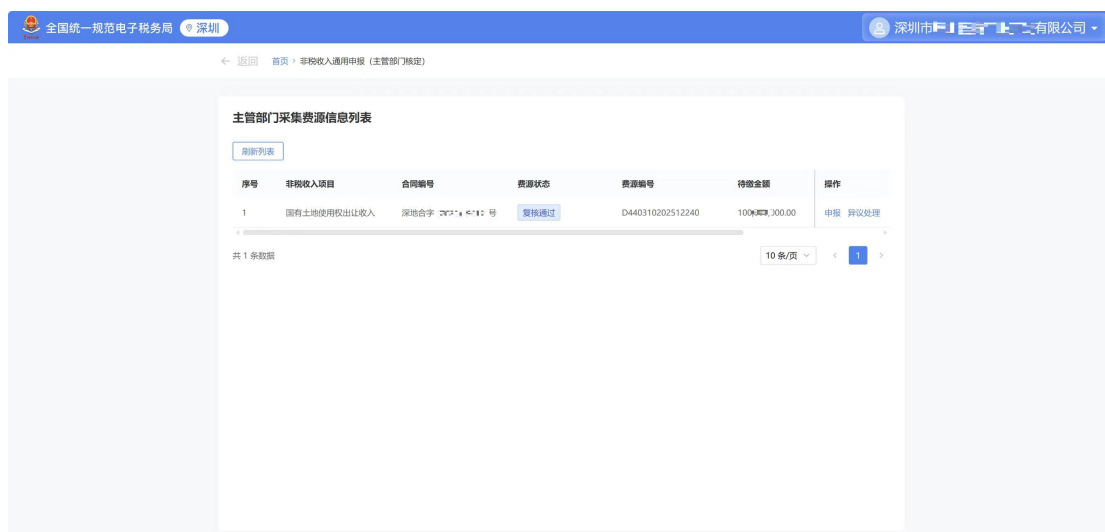 全国统一规范电子税务局 深圳
深圳市 有限公司
返回 首页 › 非税收入通用申报（主管部门核定）
主管部门采集费源信息列表
刷新列表
序号 非税收入项目 合同编号 费源状态 费源编号 待缴金额 操作
1 国有土地使用权出让收入 深地合字 号 复核通过 D440310202512240 申报 异议处理
共 1 条数据 10 条/页 1